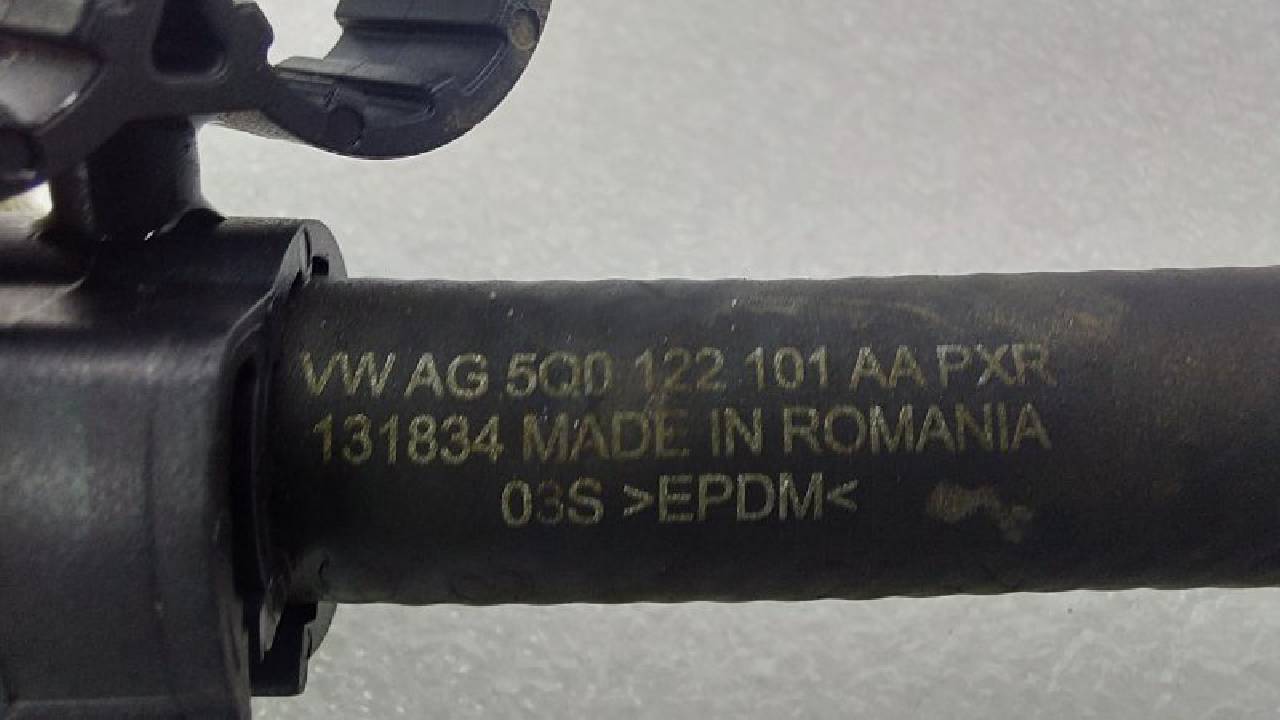 VW AG 5Q0 122 101 AA PXR
131834 MADE IN ROMANIA
03S >EPDM<